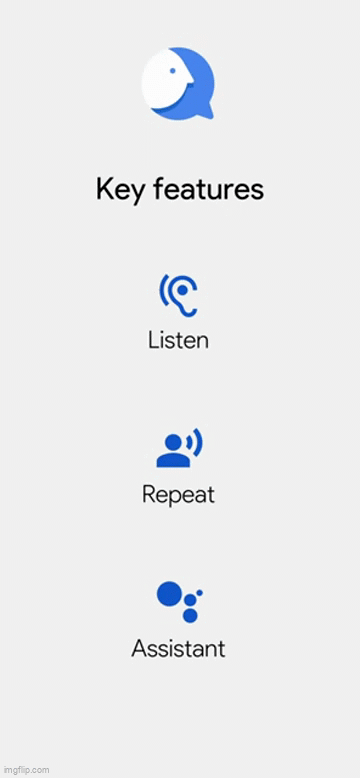 Key features
Listen
Repeat
Assistant
imgflip.com